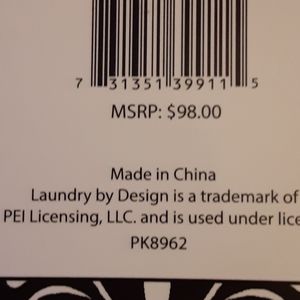 7 31351 39911 5
MSRP: $98.00
Made in China
Laundry by Design is a trademark of
PEI Licensing, LLC. and is used under lice
PK8962